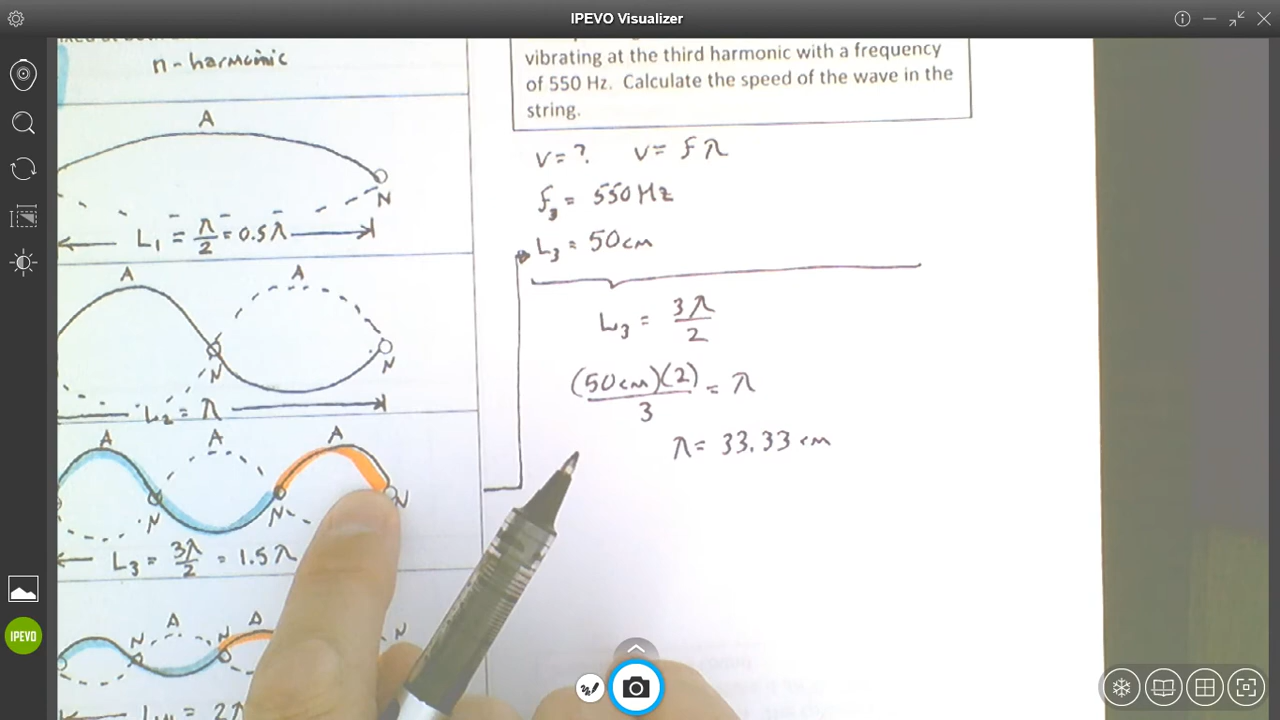 IPEVO Visualizer
n - harmonic
A
N
L₁ = λ/2 = 0.5λ
A
A
N
N
L₂ = λ
A
A
A
N
N
N
L₃ = 3λ/2 = 1.5λ
A
A
N
N
N
vibrating at the third harmonic with a frequency
of 550 Hz. Calculate the speed of the wave in the
string.
v = ? v = fλ
f₃ = 550 Hz
L₃ = 50cm
L₃ = 3λ/2
(50cm)(2)/3 = λ
λ = 33.33 cm
IPEVO